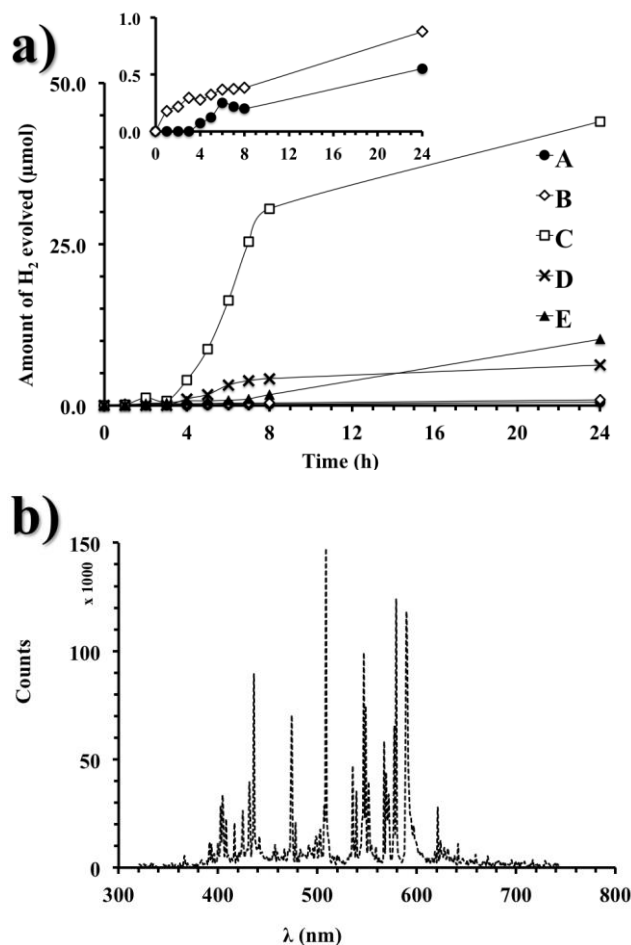 a)
1.0
0.5
0.0
0 4 8 12 16 20 24
Amount of H₂ evolved (μmol)
50.0
25.0
0.0
A
B
C
D
E
0 4 8 12 16 20 24
Time (h)
b)
Counts
x 1000
150
100
50
0
300 400 500 600 700 800
λ (nm)